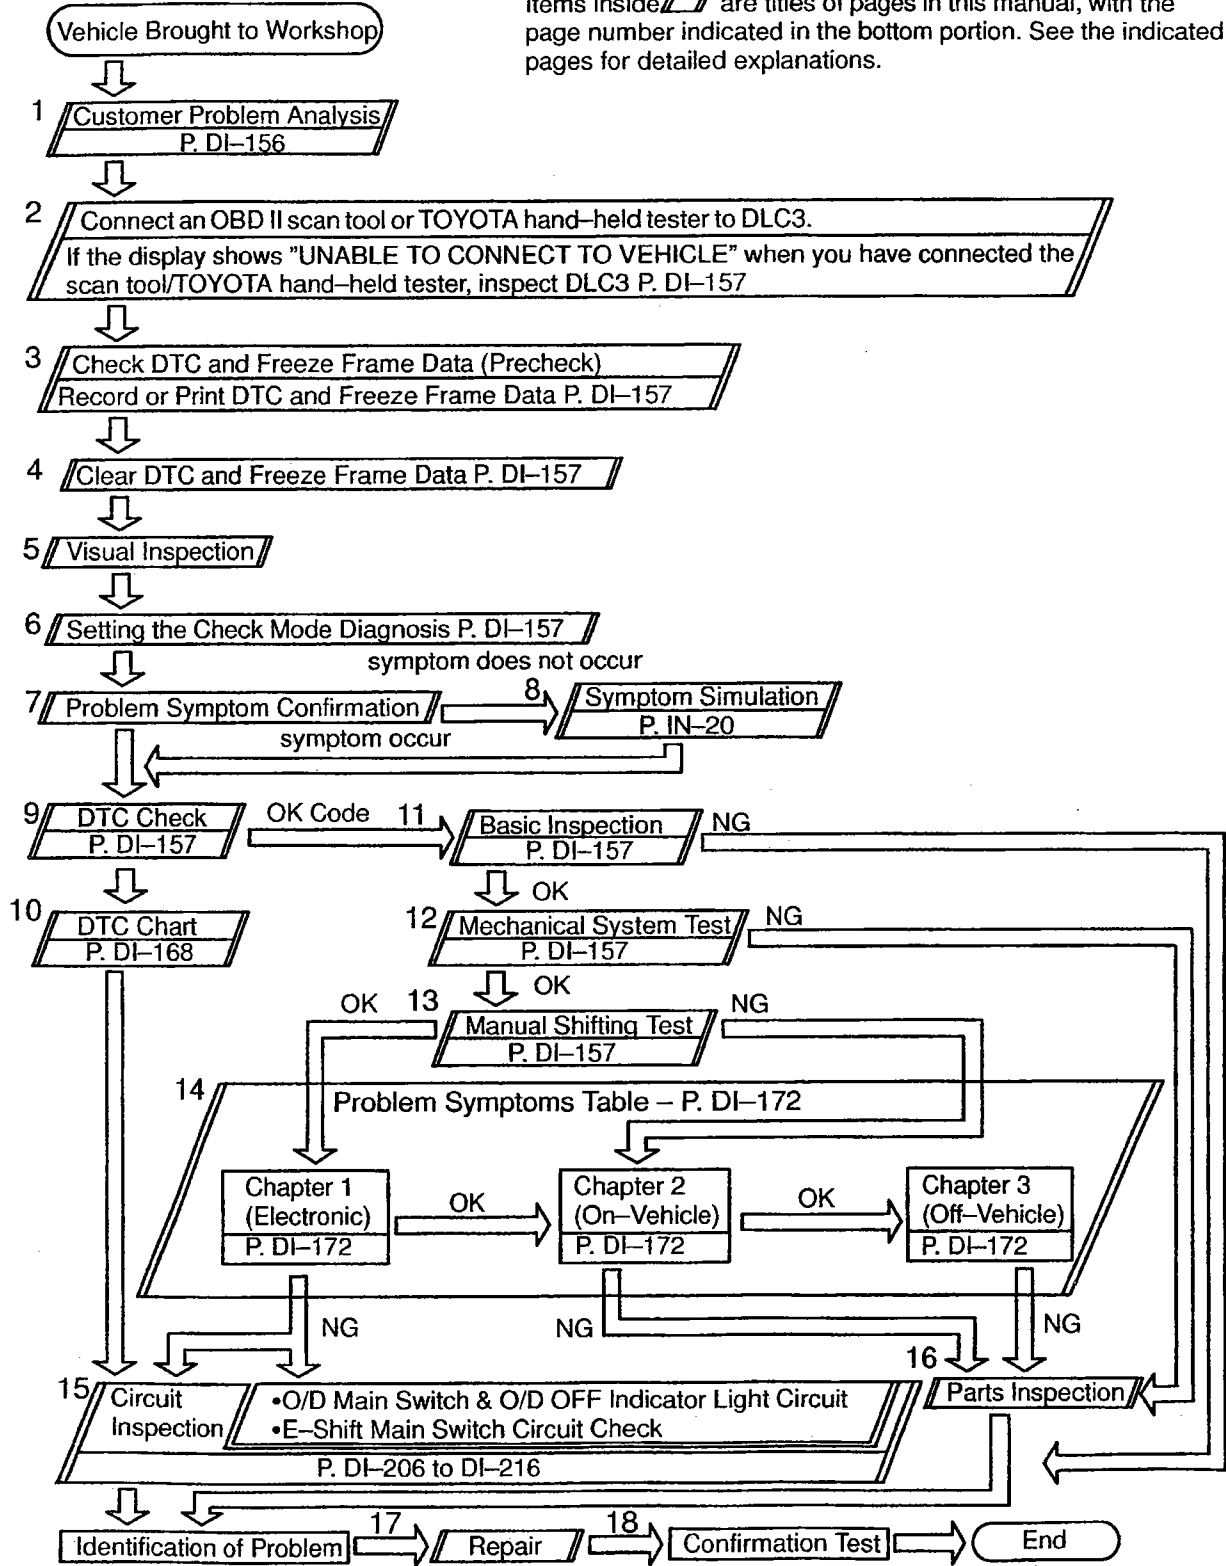 Items inside are titles of pages in this manual, with the
page number indicated in the bottom portion. See the indicated
pages for detailed explanations.
Vehicle Brought to Workshop
1
Customer Problem Analysis
P. DI–156
2
Connect an OBD II scan tool or TOYOTA hand–held tester to DLC3.
If the display shows "UNABLE TO CONNECT TO VEHICLE" when you have connected the
scan tool/TOYOTA hand–held tester, inspect DLC3 P. DI–157
3
Check DTC and Freeze Frame Data (Precheck)
Record or Print DTC and Freeze Frame Data P. DI–157
4
Clear DTC and Freeze Frame Data P. DI–157
5
Visual Inspection
6
Setting the Check Mode Diagnosis P. DI–157
symptom does not occur
7
Problem Symptom Confirmation
8
Symptom Simulation
P. IN–20
symptom occur
9
DTC Check
P. DI–157
OK Code
11
Basic Inspection
P. DI–157
NG
OK
10
DTC Chart
P. DI–168
12
Mechanical System Test
P. DI–157
NG
OK
OK
13
Manual Shifting Test
P. DI–157
NG
14
Problem Symptoms Table – P. DI–172
Chapter 1
(Electronic)
P. DI–172
OK
Chapter 2
(On–Vehicle)
P. DI–172
OK
Chapter 3
(Off–Vehicle)
P. DI–172
NG
NG
NG
15
Circuit
Inspection
•O/D Main Switch & O/D OFF Indicator Light Circuit
•E–Shift Main Switch Circuit Check
P. DI–206 to DI–216
16
Parts Inspection
Identification of Problem
17
Repair
18
Confirmation Test
End